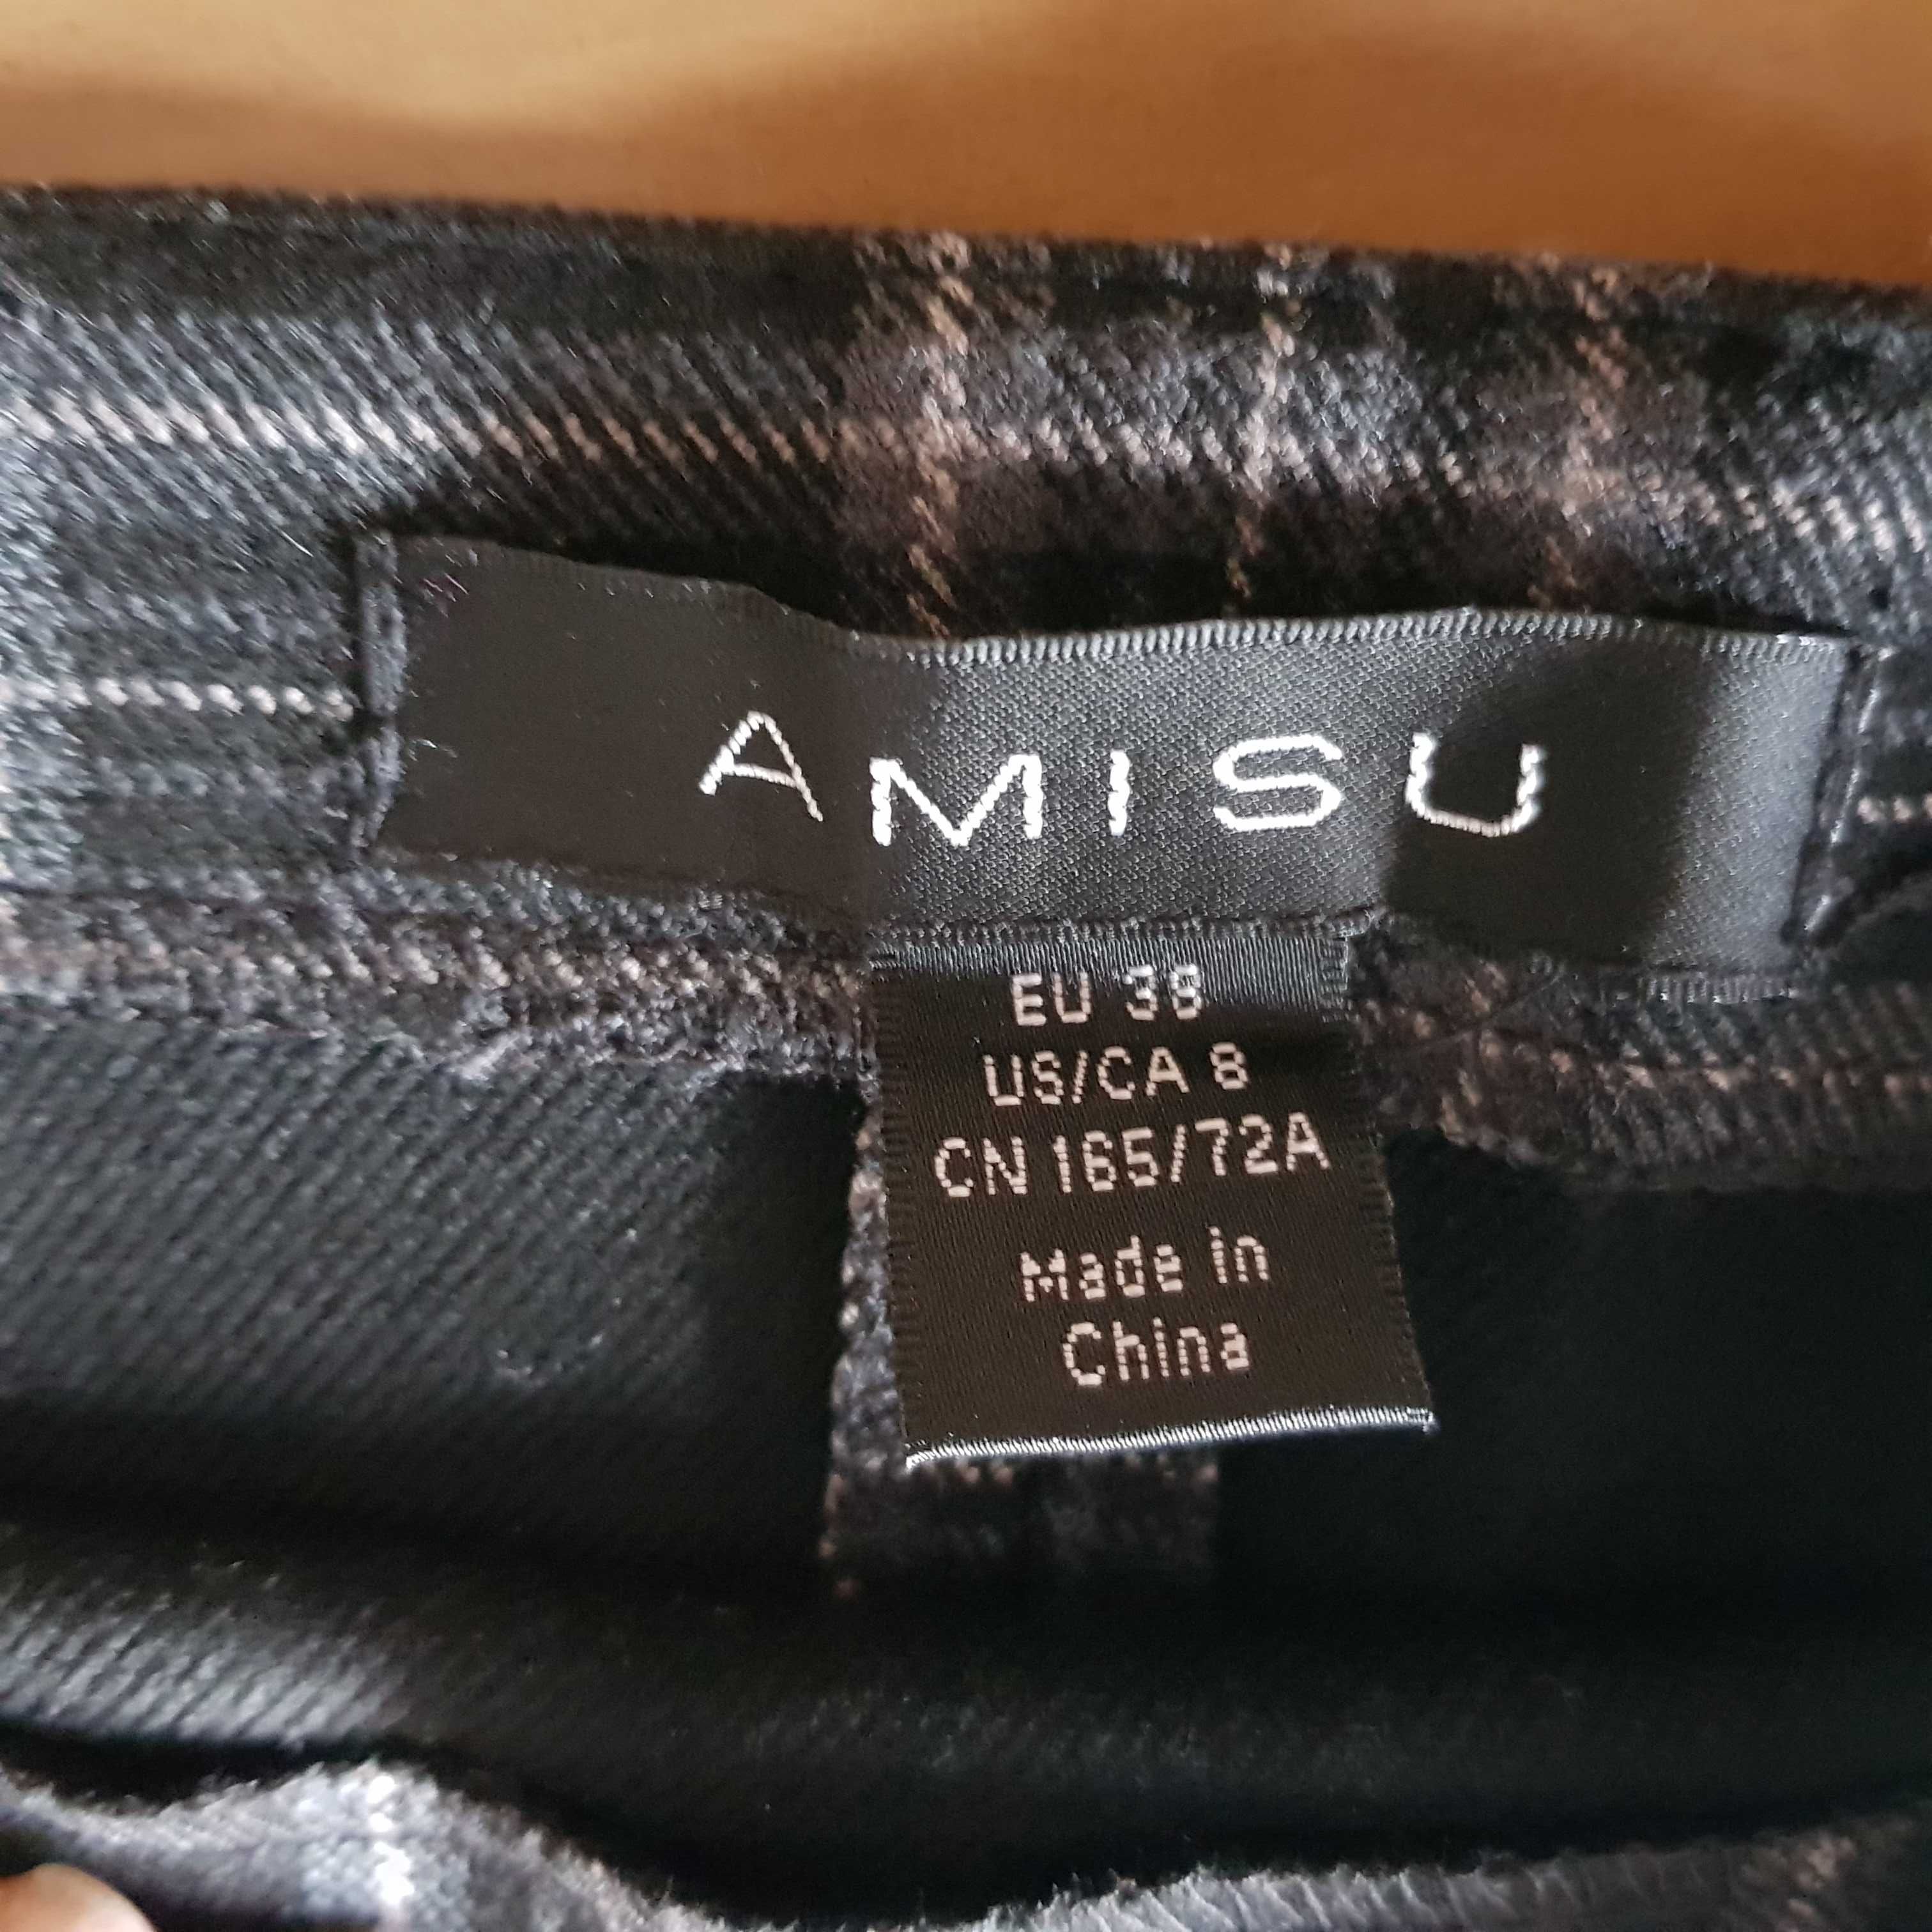 AMISU
EU 38
US/CA 8
CN 165/72A
Made in
China